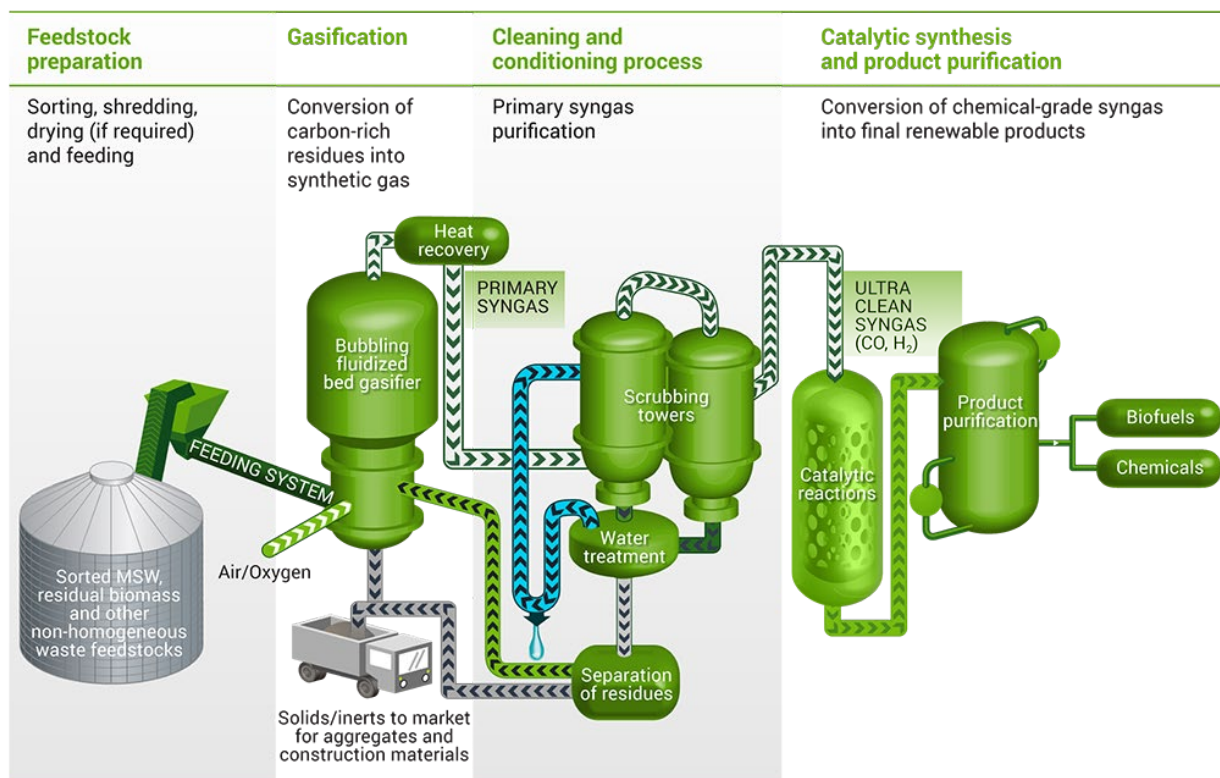 Feedstock
preparation
Gasification
Cleaning and
conditioning process
Catalytic synthesis
and product purification
Sorting, shredding,
drying (if required)
and feeding
Conversion of
carbon-rich
residues into
synthetic gas
Primary syngas
purification
Conversion of chemical-grade syngas
into final renewable products
Heat
recovery
PRIMARY
SYNGAS
ULTRA
CLEAN
SYNGAS
(CO, H₂)
Bubbling
fluidized
bed gasifier
Scrubbing
towers
Product
purification
Biofuels
Chemicals
FEEDING SYSTEM
Catalytic
reactions
Water
treatment
Air/Oxygen
Sorted MSW,
residual biomass
and other
non-homogeneous
waste feedstocks
Separation
of residues
Solids/inerts to market
for aggregates and
construction materials